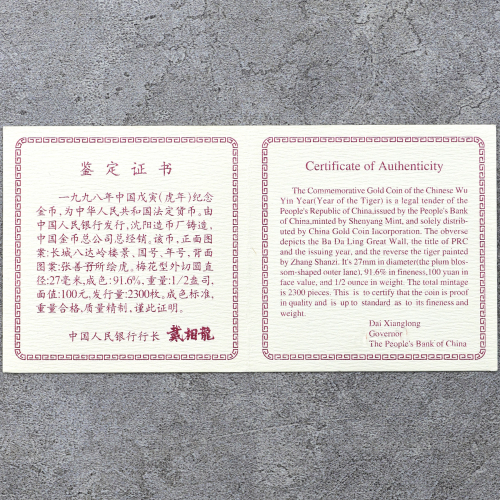 鉴定证书
一九九八年中国戊寅(虎年)纪念
金币,为中华人民共和国法定货币。由
中国人民银行发行,沈阳造币厂铸造,
中国金币总公司总经销,该币,正面图
案:长城八达岭楼景、国号、年号,背面
图案:张善孖所绘虎,梅花型外切圆直
径:27毫米,成色:91.6%,重量:1/2盎司,
面值:100元,发行量:2300枚。成色标准,
重量合格,质量精制,谨此证明。
中国人民银行行长 戴相龍
Certificate of Authenticity
The Commemorative Gold Coin of the Chinese Wu
Yin Year(Year of the Tiger) is a legal tender of the
People's Republic of China,issued by the People's Bank
of China,minted by Shenyang Mint, and solely distribut-
ed by China Gold Coin Incorporation. The obverse
depicts the Ba Da Ling Great Wall, the title of PRC
and the issuing year, and the reverse the tiger painted
by Zhang Shanzi. It's 27mm in diameter(the plum blos-
som-shaped outer lane), 91.6% in fineness,100 yuan in
face value, and 1/2 ounce in weight. The total mintage
is 2300 pieces. This is to certify that the coin is proof
in quality and is up to standard as to its fineness and
weight.
Dai Xianglong
Governor
The People's Bank of China